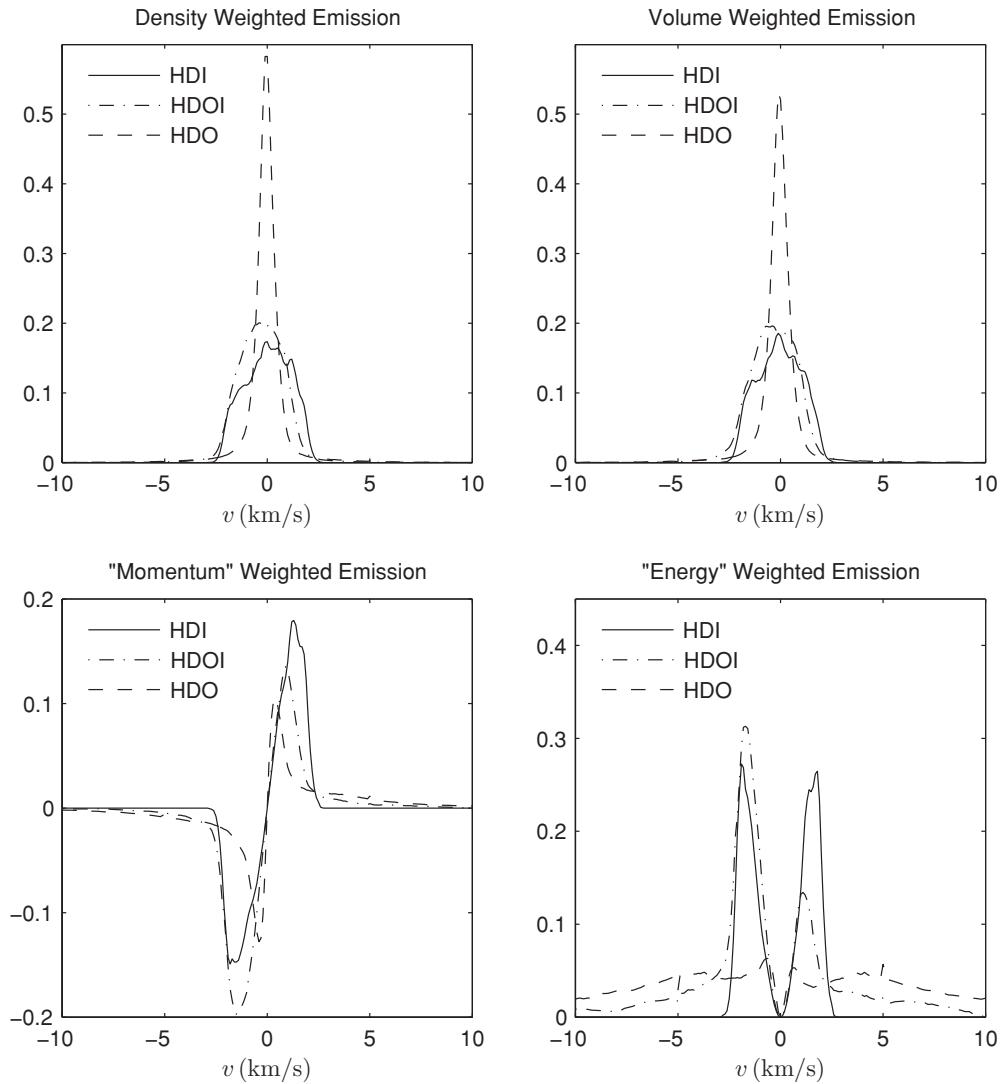 Density Weighted Emission
HDI
HDOI
HDO
0.5
0.4
0.3
0.2
0.1
0
−10 −5 0 5 10
v (km/s)
Volume Weighted Emission
HDI
HDOI
HDO
0.5
0.4
0.3
0.2
0.1
0
−10 −5 0 5 10
v (km/s)
"Momentum" Weighted Emission
HDI
HDOI
HDO
0.2
0.1
0
−0.1
−0.2
−10 −5 0 5 10
v (km/s)
"Energy" Weighted Emission
HDI
HDOI
HDO
0.4
0.3
0.2
0.1
0
−10 −5 0 5 10
v (km/s)